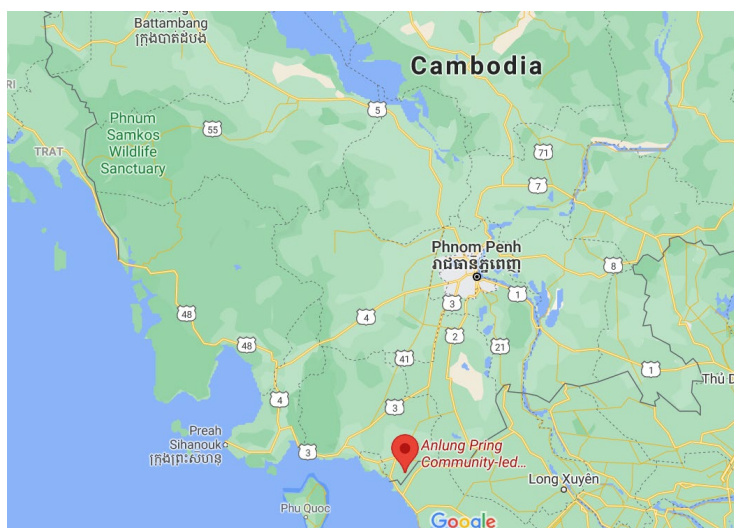 Battambang
ក្រុងបាត់ដំបង
Cambodia
5
55
Phnum
Samkos
Wildlife
Sanctuary
TRAT
71
7
Phnom Penh
រាជធានីភ្នំពេញ
8
48
4
3
1
2
21
48
41
1
Thủ D
4
3
Preah
Sihanouk
ក្រុងព្រះសីហនុ
3
Anlung Pring
Community-led...
Long Xuyên
Phu Quoc
Google